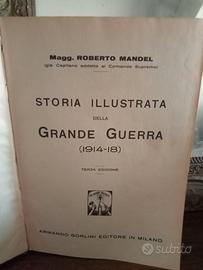 Magg. ROBERTO MANDEL
(già Capitano addetto al Comando Supremo)
STORIA ILLUSTRATA
DELLA
GRANDE GUERRA
(1914-18)
TERZA EDIZIONE
ARMANDO GORLINI EDITORE IN MILANO
subito